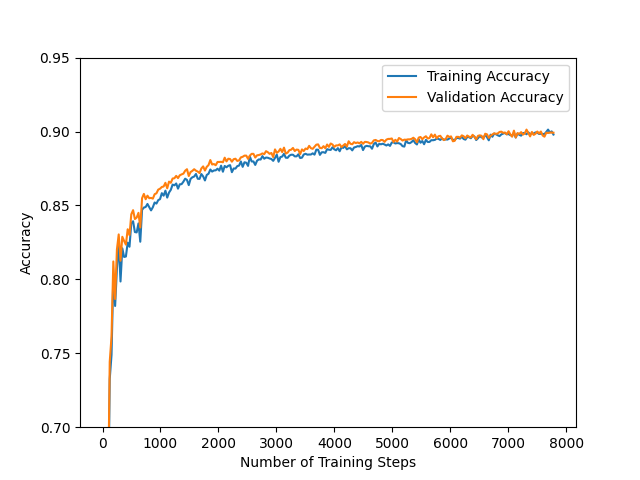 0.95
0.90
0.85
0.80
0.75
0.70
Accuracy
Training Accuracy
Validation Accuracy
0 1000 2000 3000 4000 5000 6000 7000 8000
Number of Training Steps